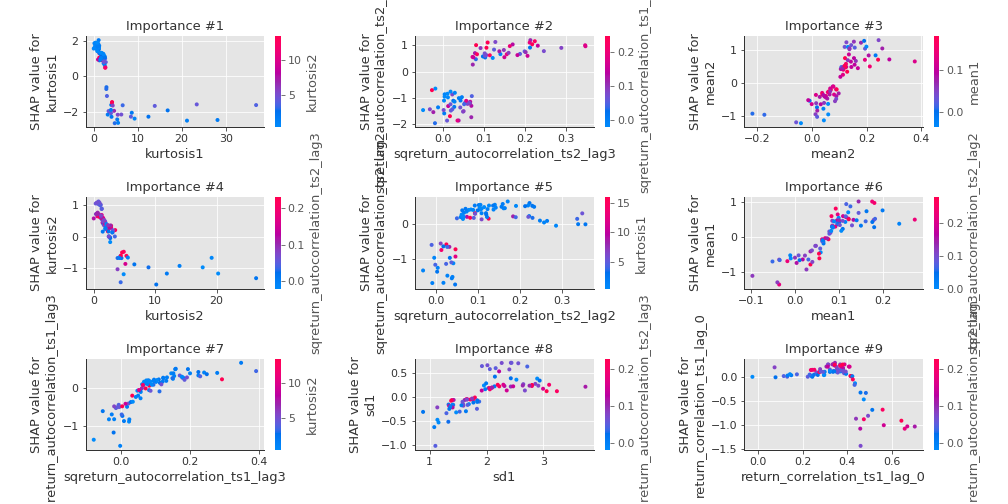 Importance #1
SHAP value for
kurtosis1
2
0
−2
0
10
20
30
kurtosis1
10
5
kurtosis2
Importance #2
SHAP value for
1
0
−1
−2
0.0
0.1
0.2
0.3
sqreturn_autocorrelation_ts2_lag3
0.2
0.1
0.0
Importance #3
SHAP value for
mean2
1
0
−1
−0.2
0.0
0.2
0.4
mean2
0.1
0.0
mean1
Importance #4
SHAP value for
kurtosis2
1
0
−1
0
10
20
kurtosis2
0.2
0.1
0.0
sqreturn_autocorrelation_ts2_lag3
Importance #5
SHAP value for
0
−1
0.0
0.1
0.2
0.3
sqreturn_autocorrelation_ts2_lag2
15
10
5
kurtosis1
Importance #6
SHAP value for
mean1
1
0
−1
−0.1
0.0
0.1
0.2
mean1
0.2
0.1
0.0
sqreturn_autocorrelation_ts2_lag2
Importance #7
SHAP value for
sqreturn_autocorrelation_ts1_lag3
0
−1
0.0
0.2
0.4
sqreturn_autocorrelation_ts1_lag3
10
5
kurtosis2
Importance #8
SHAP value for
sd1
0.5
0.0
−0.5
−1.0
1
2
3
sd1
0.2
0.1
0.0
sqreturn_autocorrelation_ts2_lag3
Importance #9
SHAP value for
return_correlation_ts1_lag_0
0.0
−0.5
−1.0
−1.5
0.0
0.2
0.4
0.6
return_correlation_ts1_lag_0
0.2
0.1
0.0